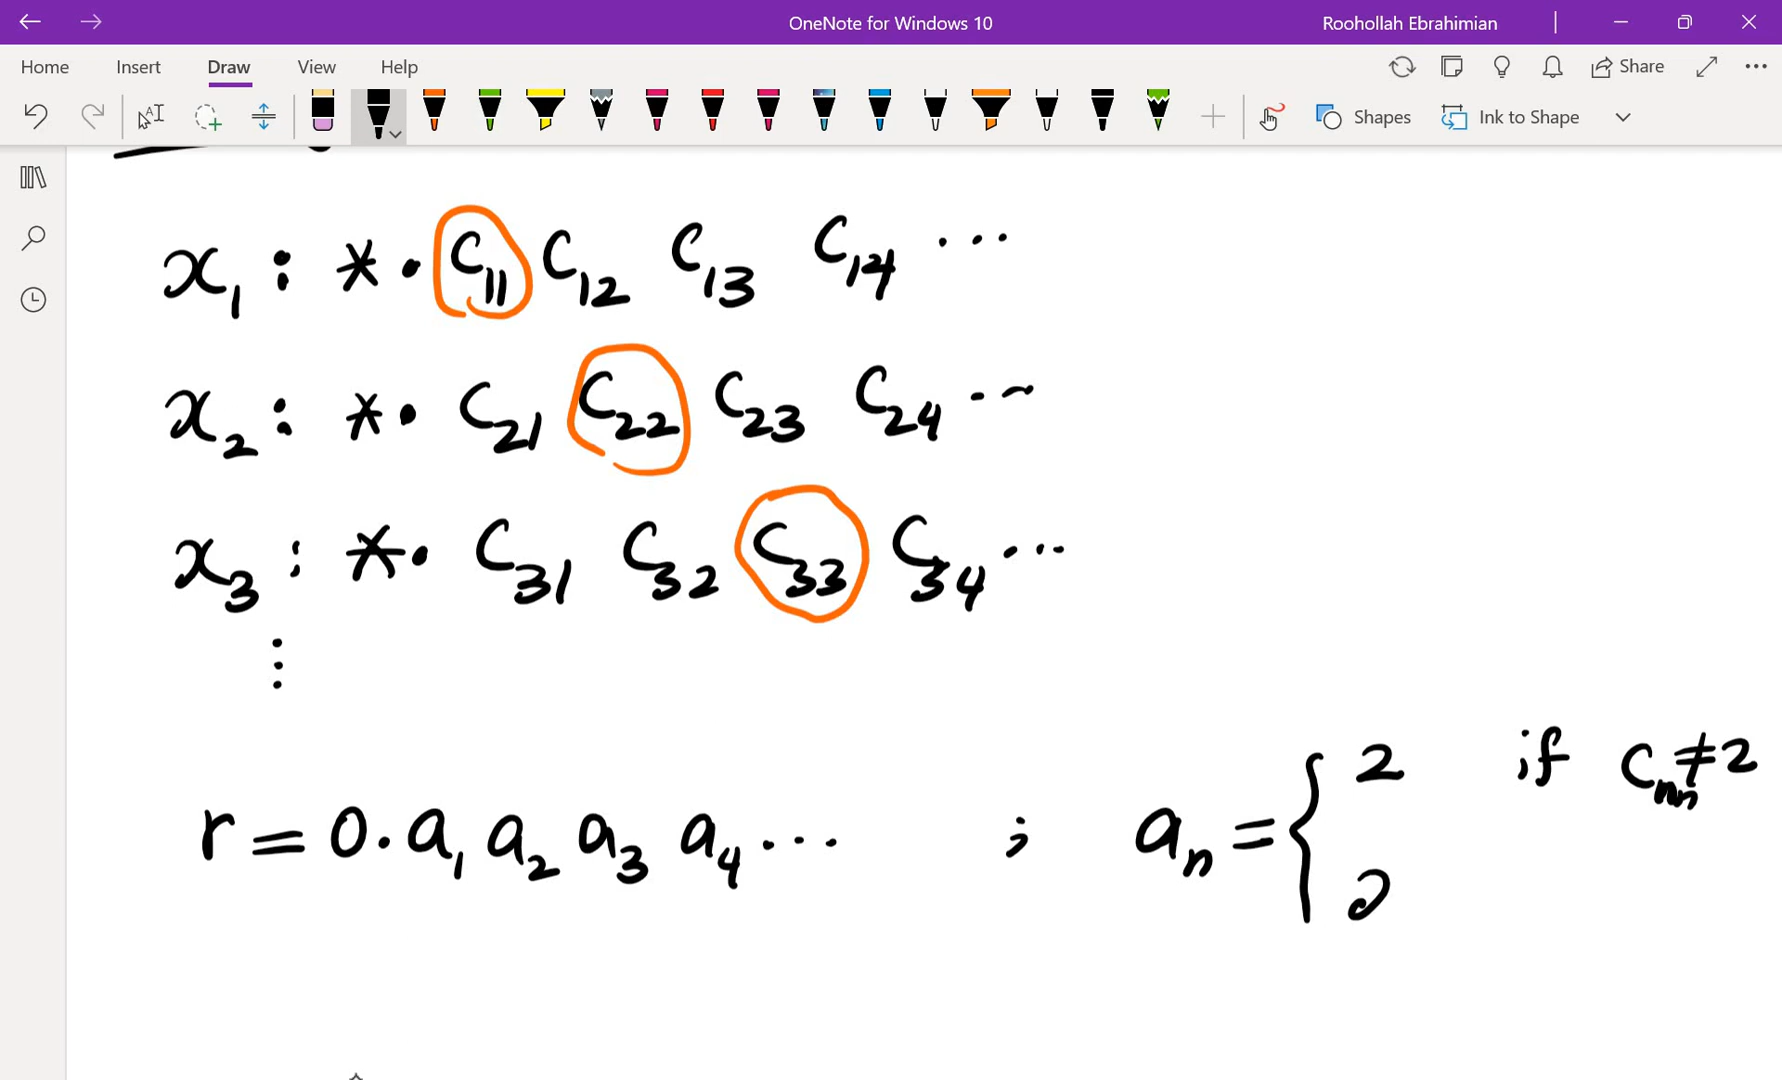 OneNote for Windows 10 Roohollah Ebrahimian
Home Insert Draw View Help Share
Shapes Ink to Shape
x₁ : * . C₁₁ C₁₂ C₁₃ C₁₄ ...
x₂ : * . C₂₁ C₂₂ C₂₃ C₂₄ ...
x₃ : * . C₃₁ C₃₂ C₃₃ C₃₄ ...
⋮
r = 0.a₁ a₂ a₃ a₄ ... ; aₙ = { 2 if Cₙₙ ≠ 2